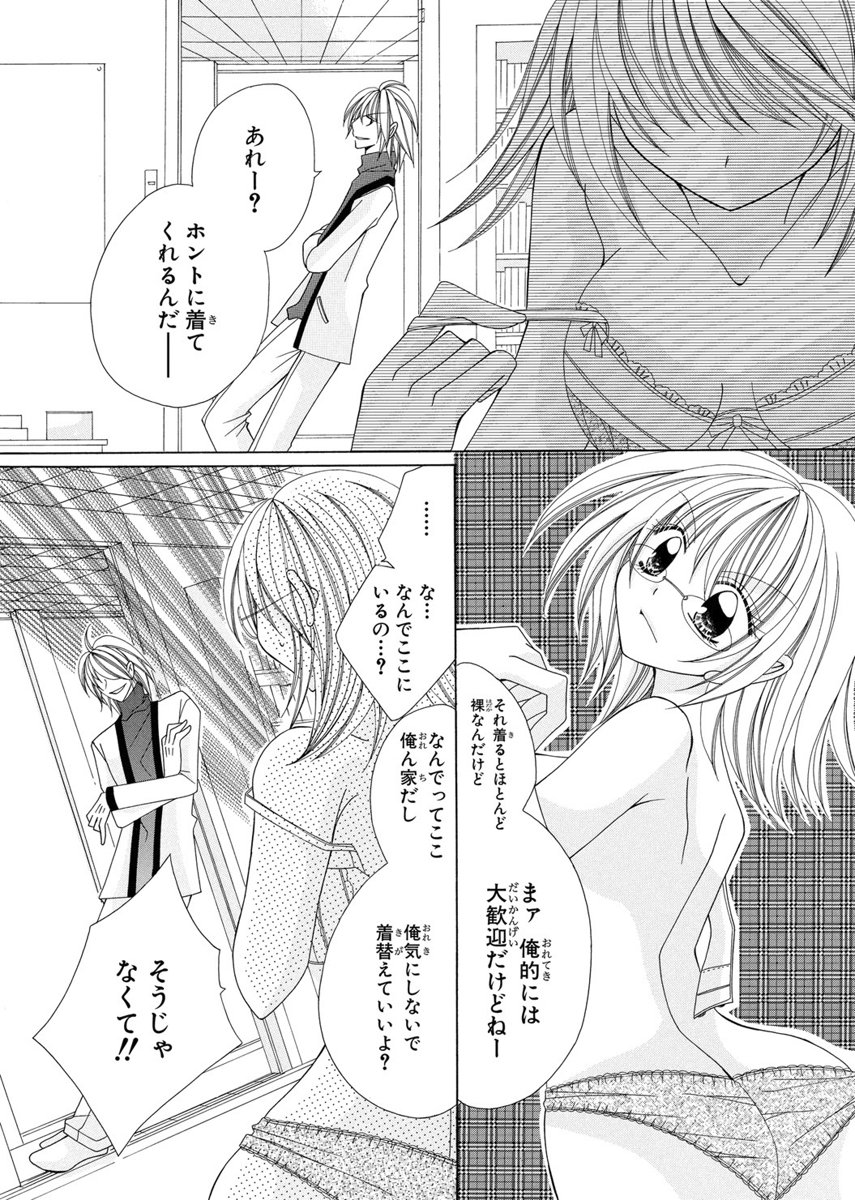 あれー?
ホントに着て
くれるんだ――
それ着るとほとんど
裸なんだけど
まァ 俺的には
大歓迎だけどねー
……
な…
なんでここに
いるの…?
なんでってここ
俺ん家だし
俺気にしないで
着替えていいよ?
そうじゃ
なくて!!